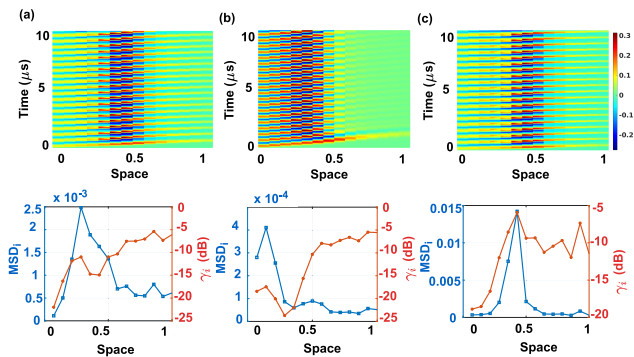 (a)
(b)
(c)
10
5
0
Time (μs)
0 0.5 1
Space
10
5
0
Time (μs)
0 0.5 1
Space
10
5
0
Time (μs)
0 0.5 1
Space
0.3
0.2
0.1
0
-0.1
-0.2
x 10⁻³
2.5
2
1.5
1
0.5
0
MSDᵢ
0
-5
-10
-15
-20
-25
γᵢ (dB)
0 0.5 1
Space
x 10⁻⁴
4
3
2
1
0
MSDᵢ
0
-5
-10
-15
-20
-25
γᵢ (dB)
0 0.5 1
Space
0.015
0.01
0.005
0
MSDᵢ
-5
-10
-15
-20
γᵢ (dB)
0 0.5 1
Space